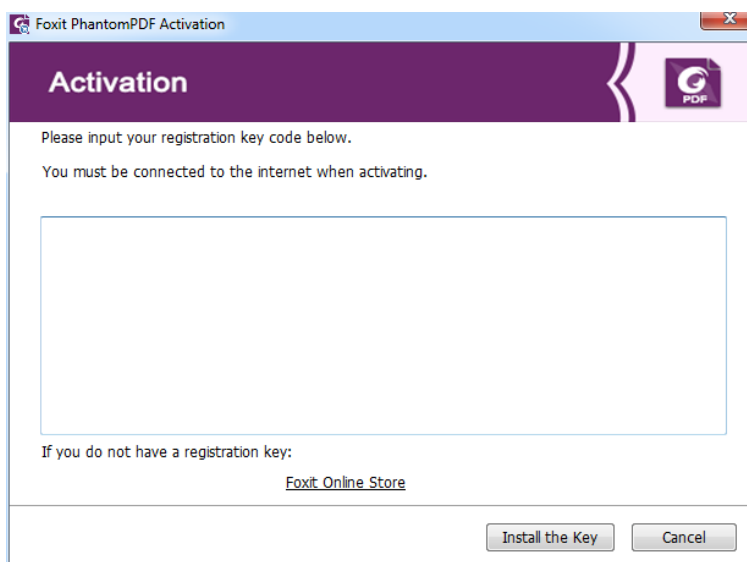 Foxit PhantomPDF Activation
Activation
PDF
Please input your registration key code below.
You must be connected to the internet when activating.
If you do not have a registration key:
Foxit Online Store
Install the Key Cancel